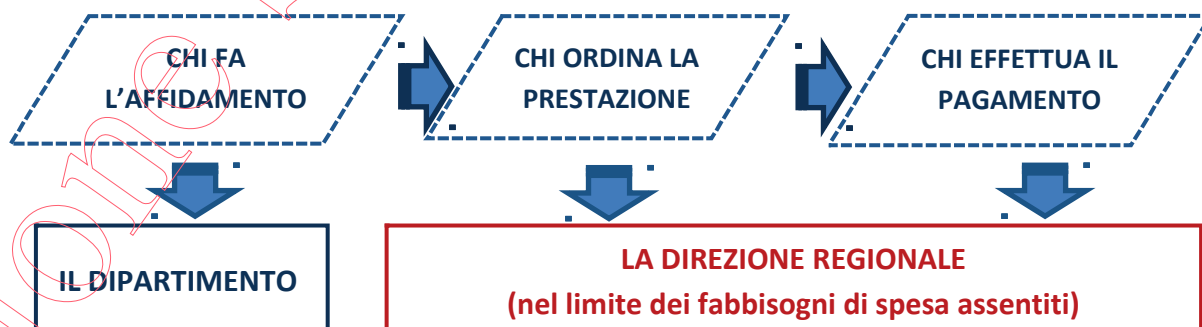 CHI FA
L'AFFIDAMENTO
CHI ORDINA LA
PRESTAZIONE
CHI EFFETTUA IL
PAGAMENTO
IL DIPARTIMENTO
LA DIREZIONE REGIONALE
(nel limite dei fabbisogni di spesa assentiti)